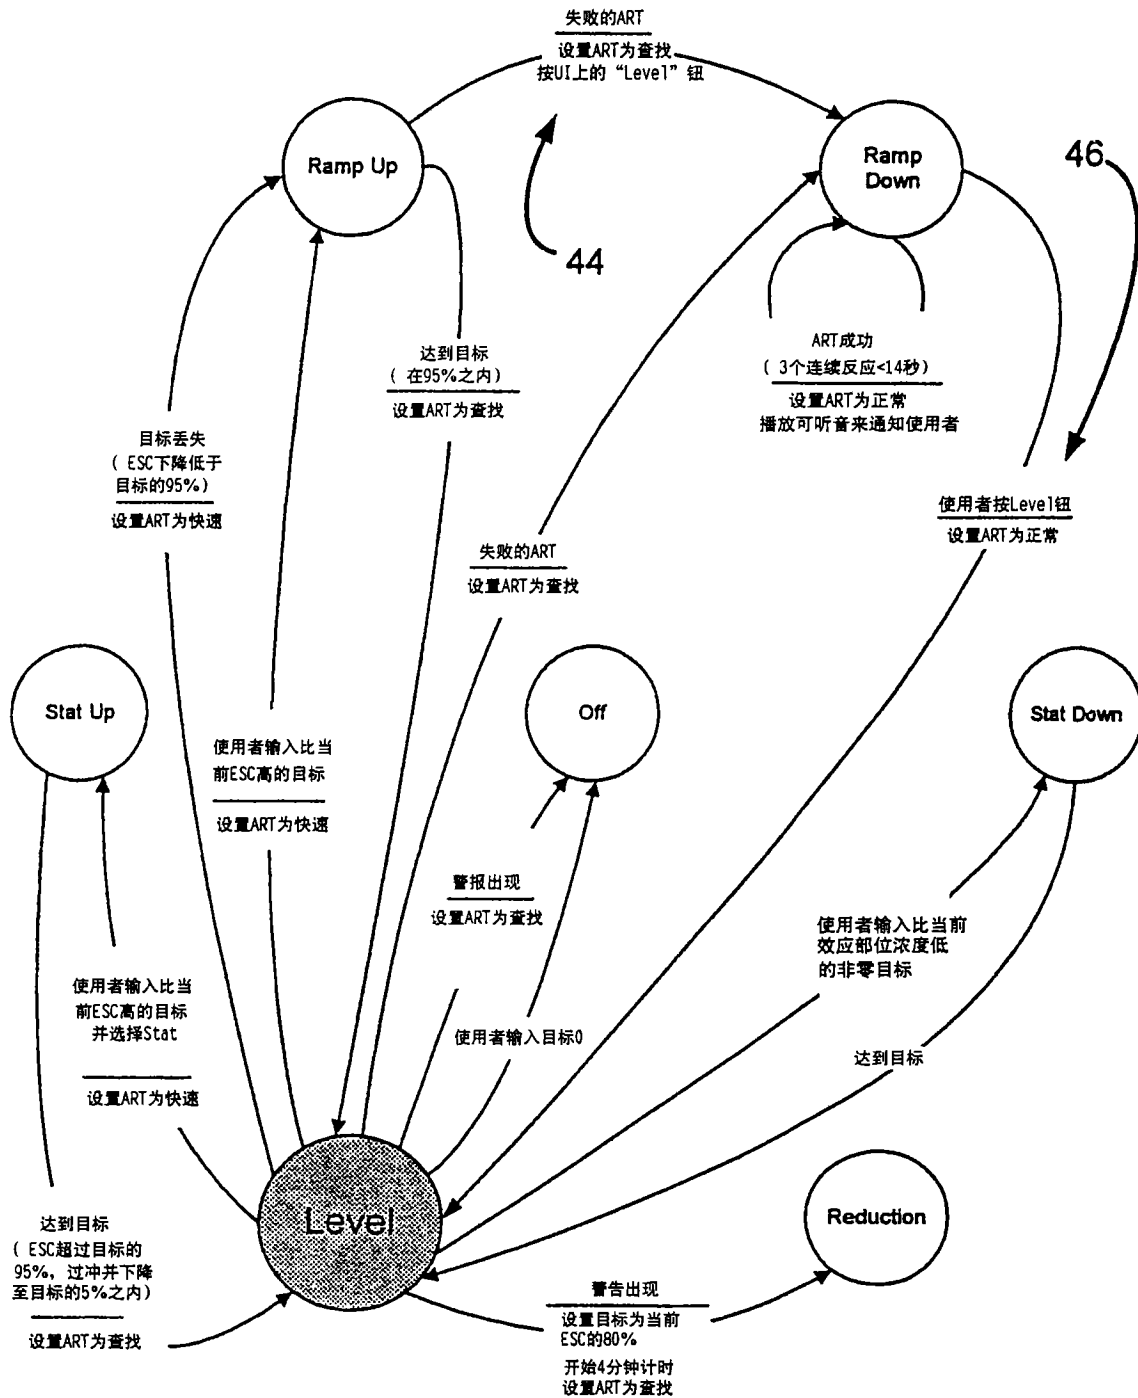 失败的ART
设置ART为查找
按UI上的“Level”钮
Ramp Up
Ramp
Down
46
44
ART成功
( 3个连续反应<14秒)
设置ART为正常
播放可听音来通知使用者
达到目标
( 在95%之内)
设置ART为查找
目标丢失
( ESC下降低于
目标的95%)
设置ART为快速
使用者按Level钮
设置ART为正常
失败的ART
设置ART为查找
Stat Up
Off
Stat Down
使用者输入比当
前ESC高的目标
设置ART为快速
警报出现
设置ART为查找
使用者输入比当前
效应部位浓度低
的非零目标
使用者输入比当
前ESC高的目标
并选择Stat
设置ART为快速
使用者输入目标0
达到目标
Level
Reduction
达到目标
( ESC超过目标的
95%, 过冲并下降
至目标的5%之内)
设置ART为查找
警告出现
设置目标为当前
ESC的80%
开始4分钟计时
设置ART为查找